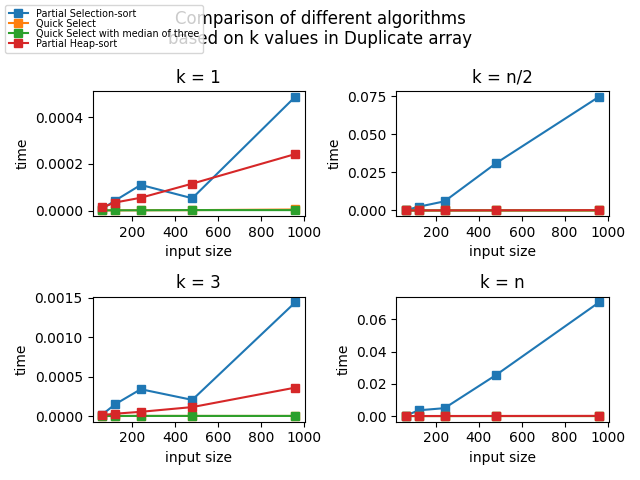 Comparison of different algorithms
based on k values in Duplicate array
Partial Selection-sort
Quick Select
Quick Select with median of three
Partial Heap-sort
k = 1
time
0.0004
0.0002
0.0000
200 400 600 800 1000
input size
k = n/2
time
0.075
0.050
0.025
0.000
200 400 600 800 1000
input size
k = 3
time
0.0015
0.0010
0.0005
0.0000
200 400 600 800 1000
input size
k = n
time
0.06
0.04
0.02
0.00
200 400 600 800 1000
input size